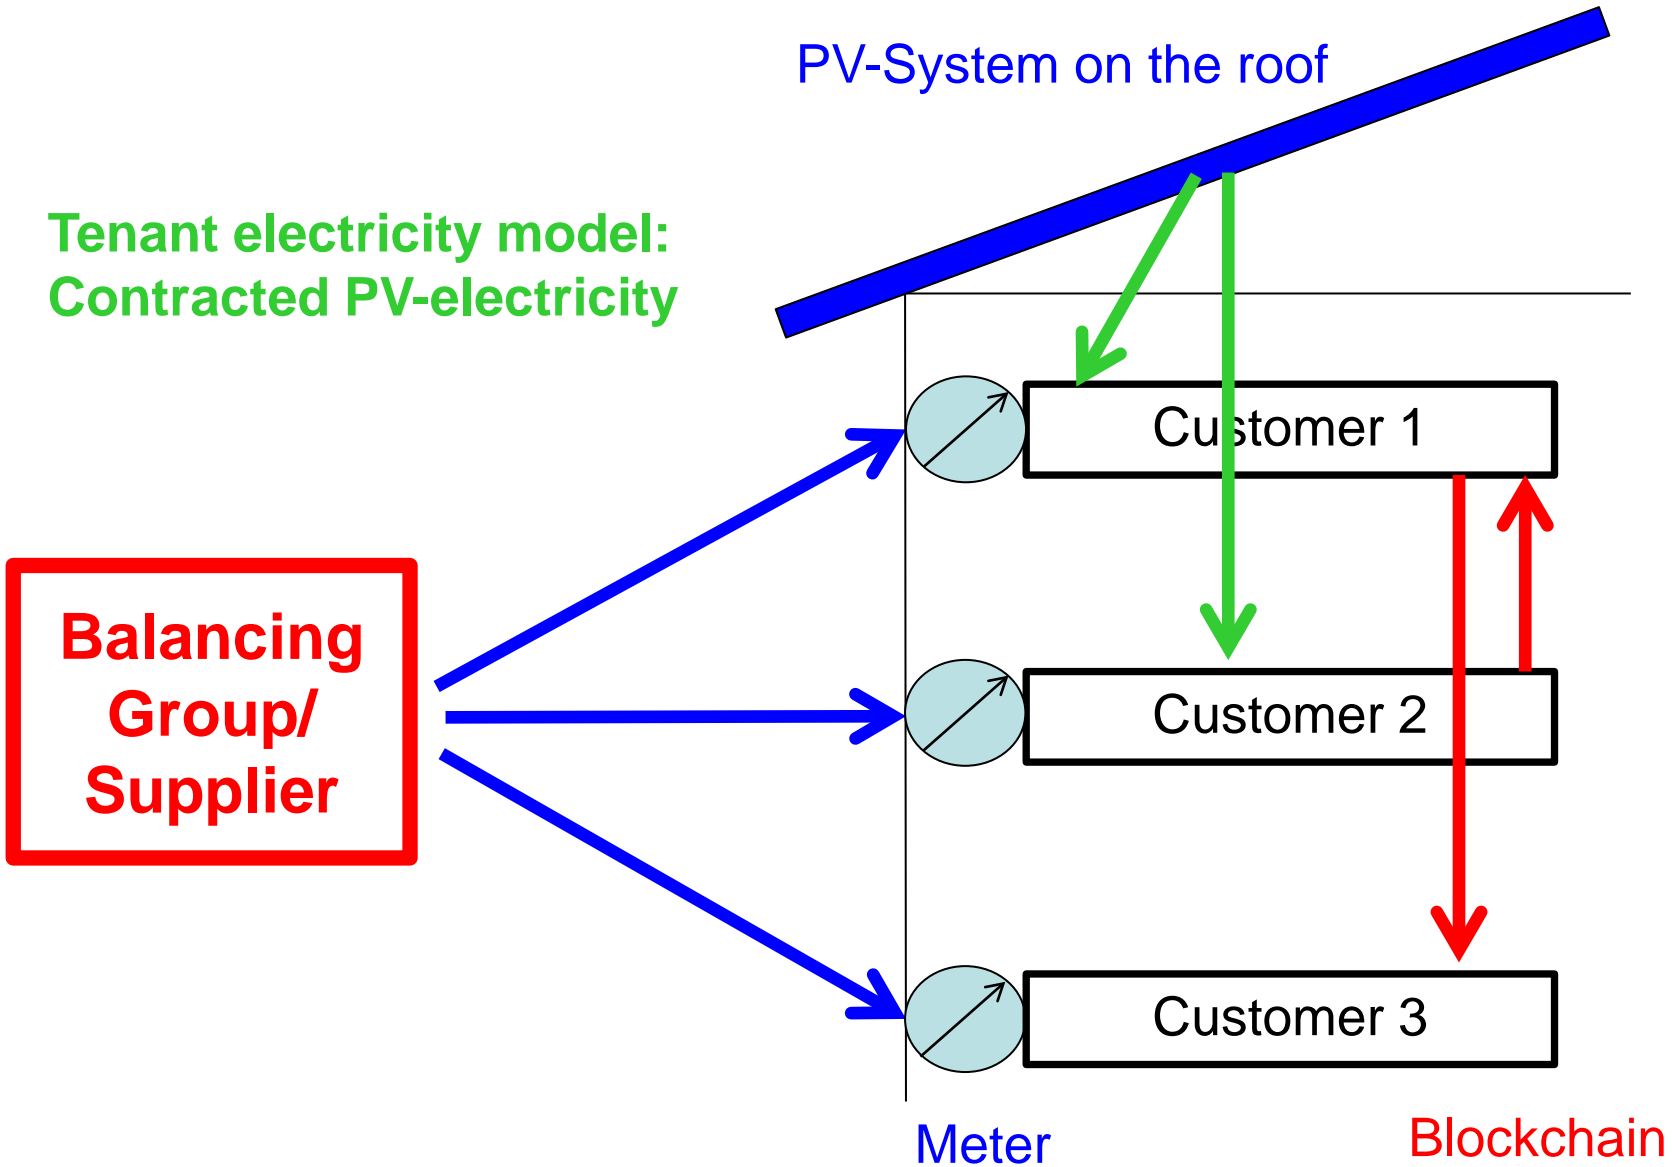 PV-System on the roof
Tenant electricity model:
Contracted PV-electricity
Customer 1
Balancing
Group/
Supplier
Customer 2
Customer 3
Meter
Blockchain